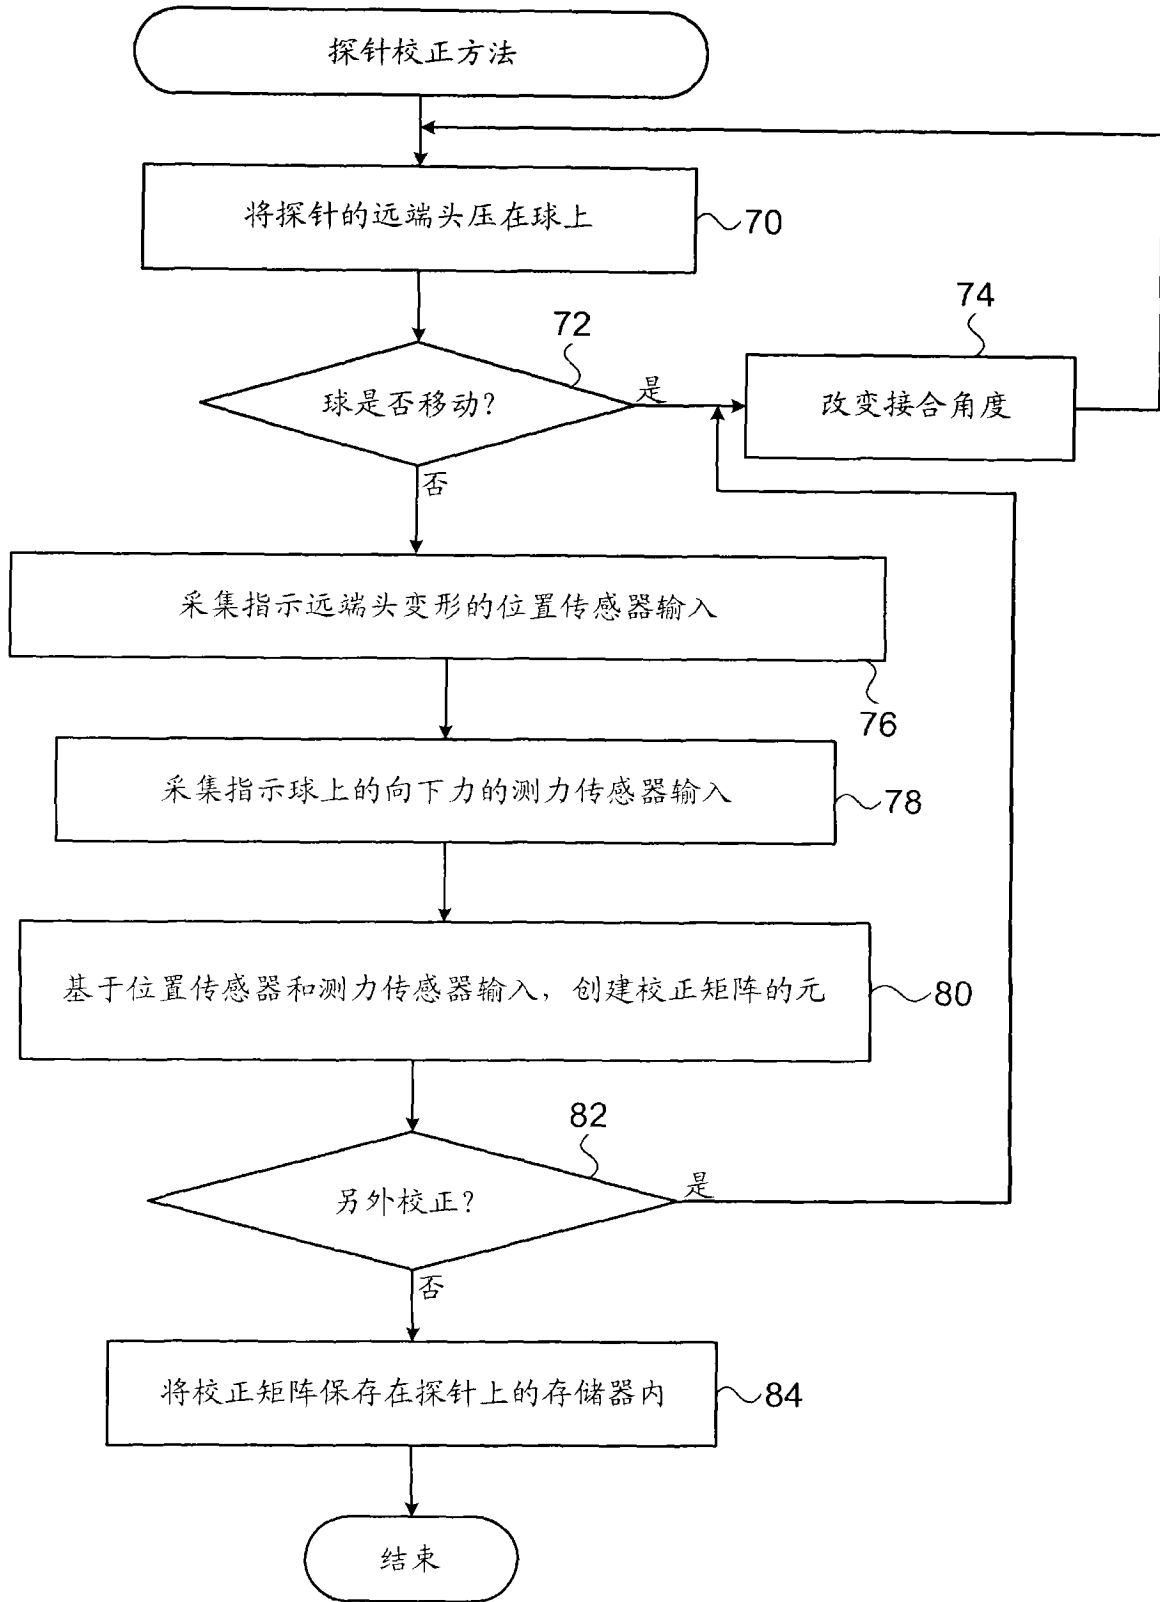 探针校正方法
将探针的远端头压在球上
70
72
74
球是否移动?
是
改变接合角度
否
采集指示远端头变形的位置传感器输入
76
采集指示球上的向下力的测力传感器输入
78
基于位置传感器和测力传感器输入，创建校正矩阵的元
80
82
另外校正?
是
否
将校正矩阵保存在探针上的存储器内
84
结束